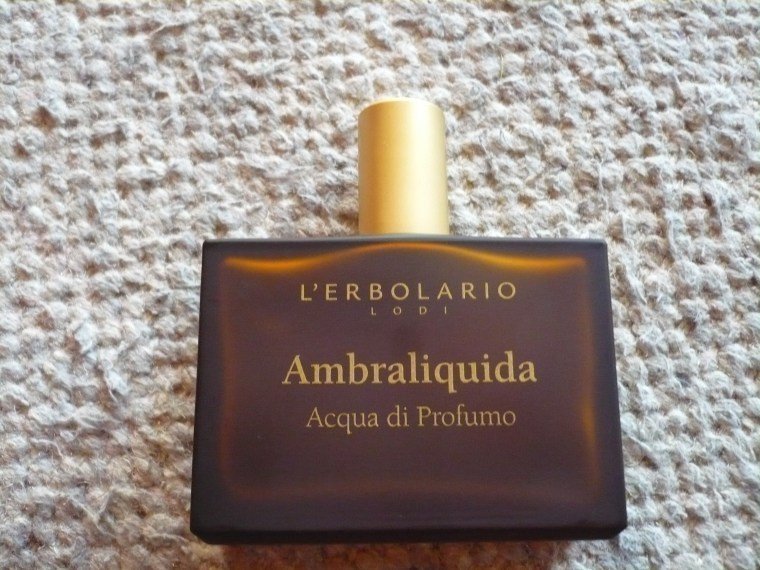 L'ERBOLARIO
LODI
Ambraliquida
Acqua di Profumo